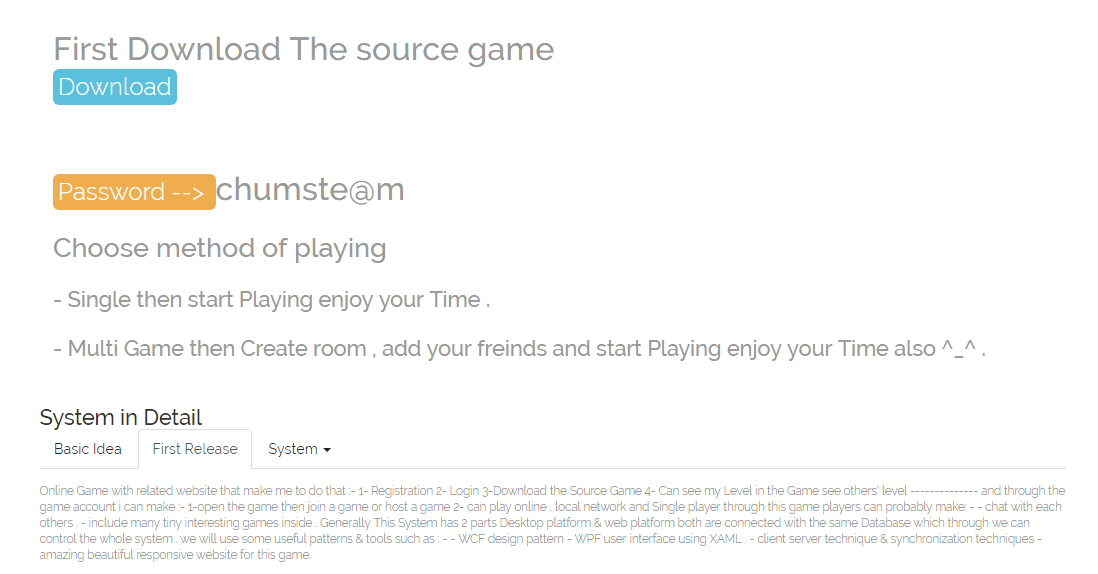 First Download The source game
Download
Password --> chumste@m
Choose method of playing
- Single then start Playing enjoy your Time .
- Multi Game then Create room , add your freinds and start Playing enjoy your Time also ^_^ .
System in Detail
Basic Idea First Release System
Online Game with related website that make me to do that :- 1- Registration 2- Login 3-Download the Source Game 4- Can see my Level in the Game see others' level -------------- and through the
game account i can make :- 1-open the game then join a game or host a game 2- can play online . local network and Single player through this game players can probably make: - - chat with each
others . - include many tiny interesting games inside . Generally This System has 2 parts Desktop platform & web platform both are connected with the same Database which through we can
control the whole system . we will use some useful patterns & tools such as : - - WCF design pattern - WPF user interface using XAML . - client server technique & synchronization techniques -
amazing beautiful responsive website for this game.